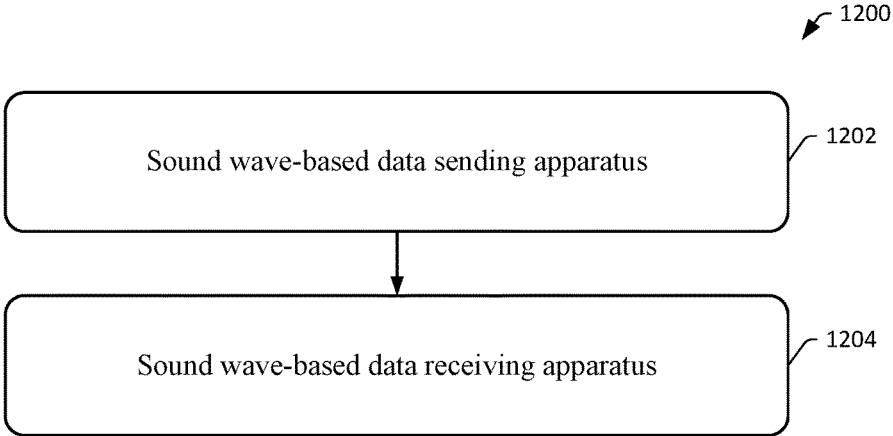 1200
Sound wave-based data sending apparatus
1202
Sound wave-based data receiving apparatus
1204